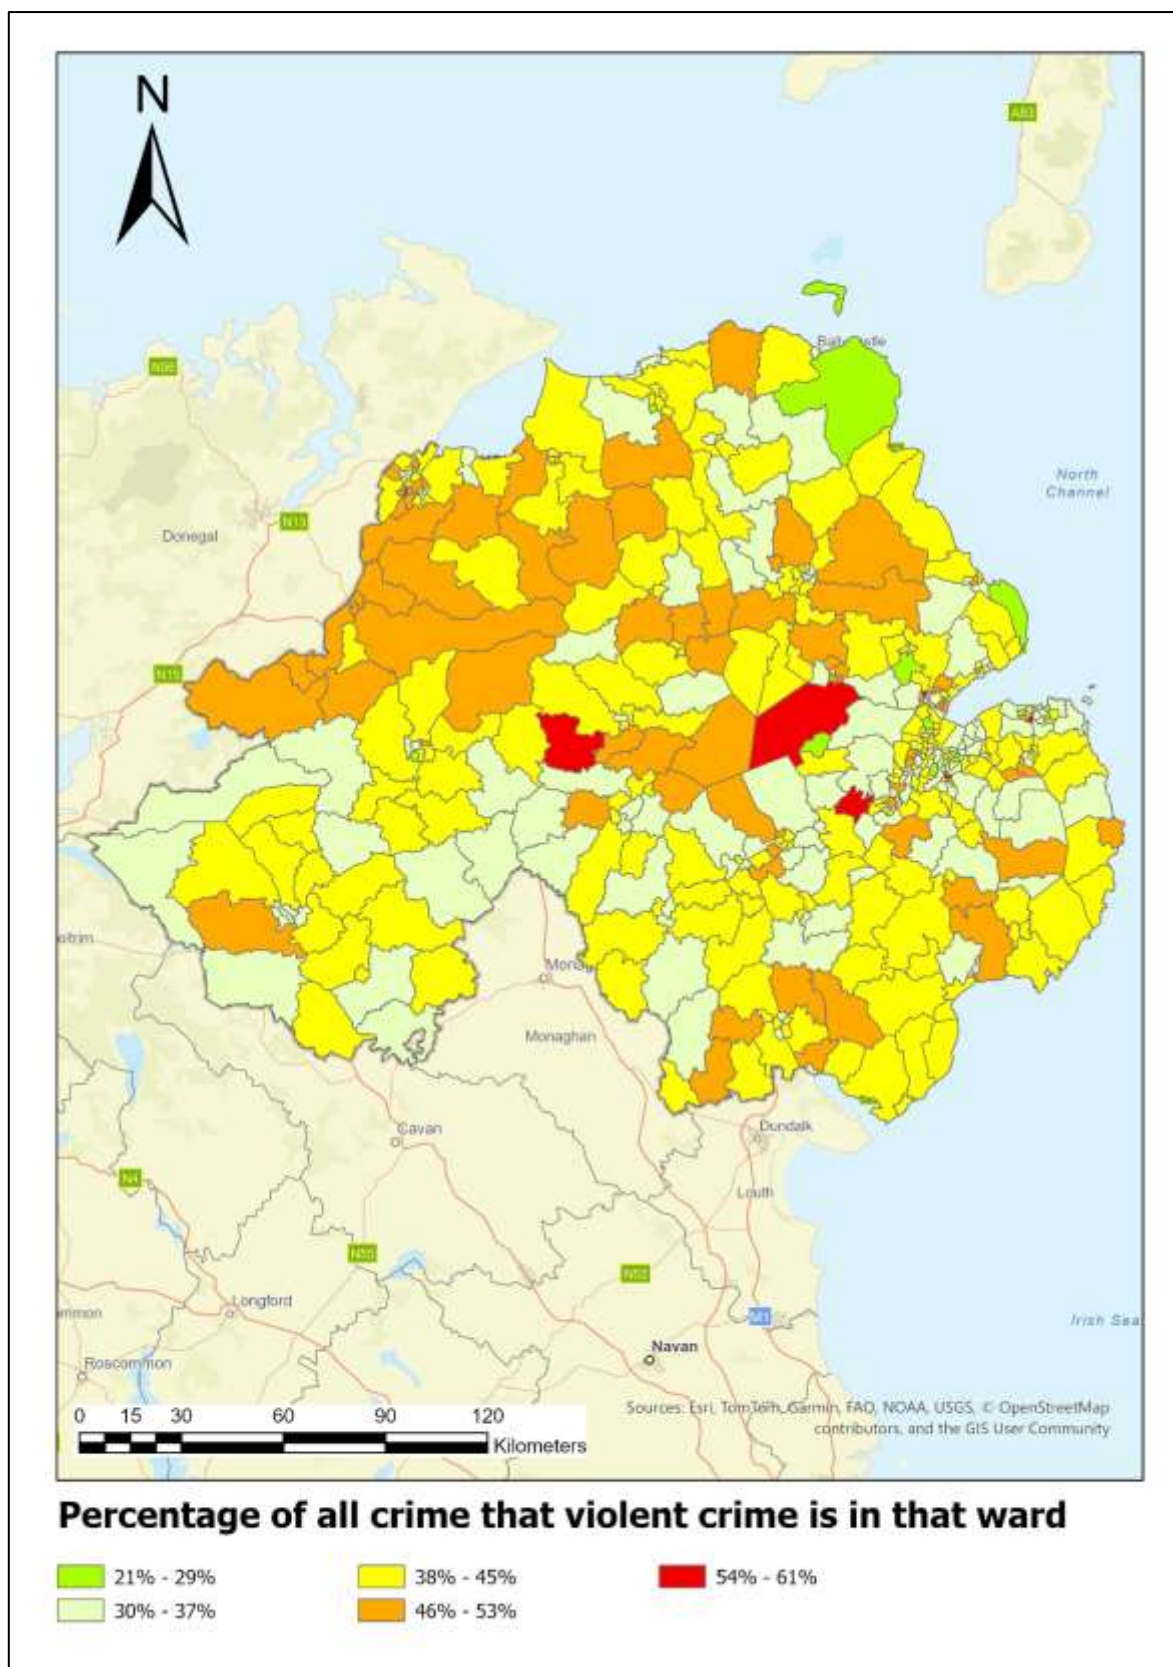 N
A83
N56
North
Channel
N13
Donegal
N15
Monaghan
Cavan
Dundalk
N4
Louth
N55
N52
Longford
M1
Irish Sea
Navan
Roscommon
0 15 30 60 90 120
Kilometers
Sources: Esri, TomTom, Garmin, FAO, NOAA, USGS, © OpenStreetMap
contributors, and the GIS User Community
Percentage of all crime that violent crime is in that ward
21% - 29%
38% - 45%
54% - 61%
30% - 37%
46% - 53%